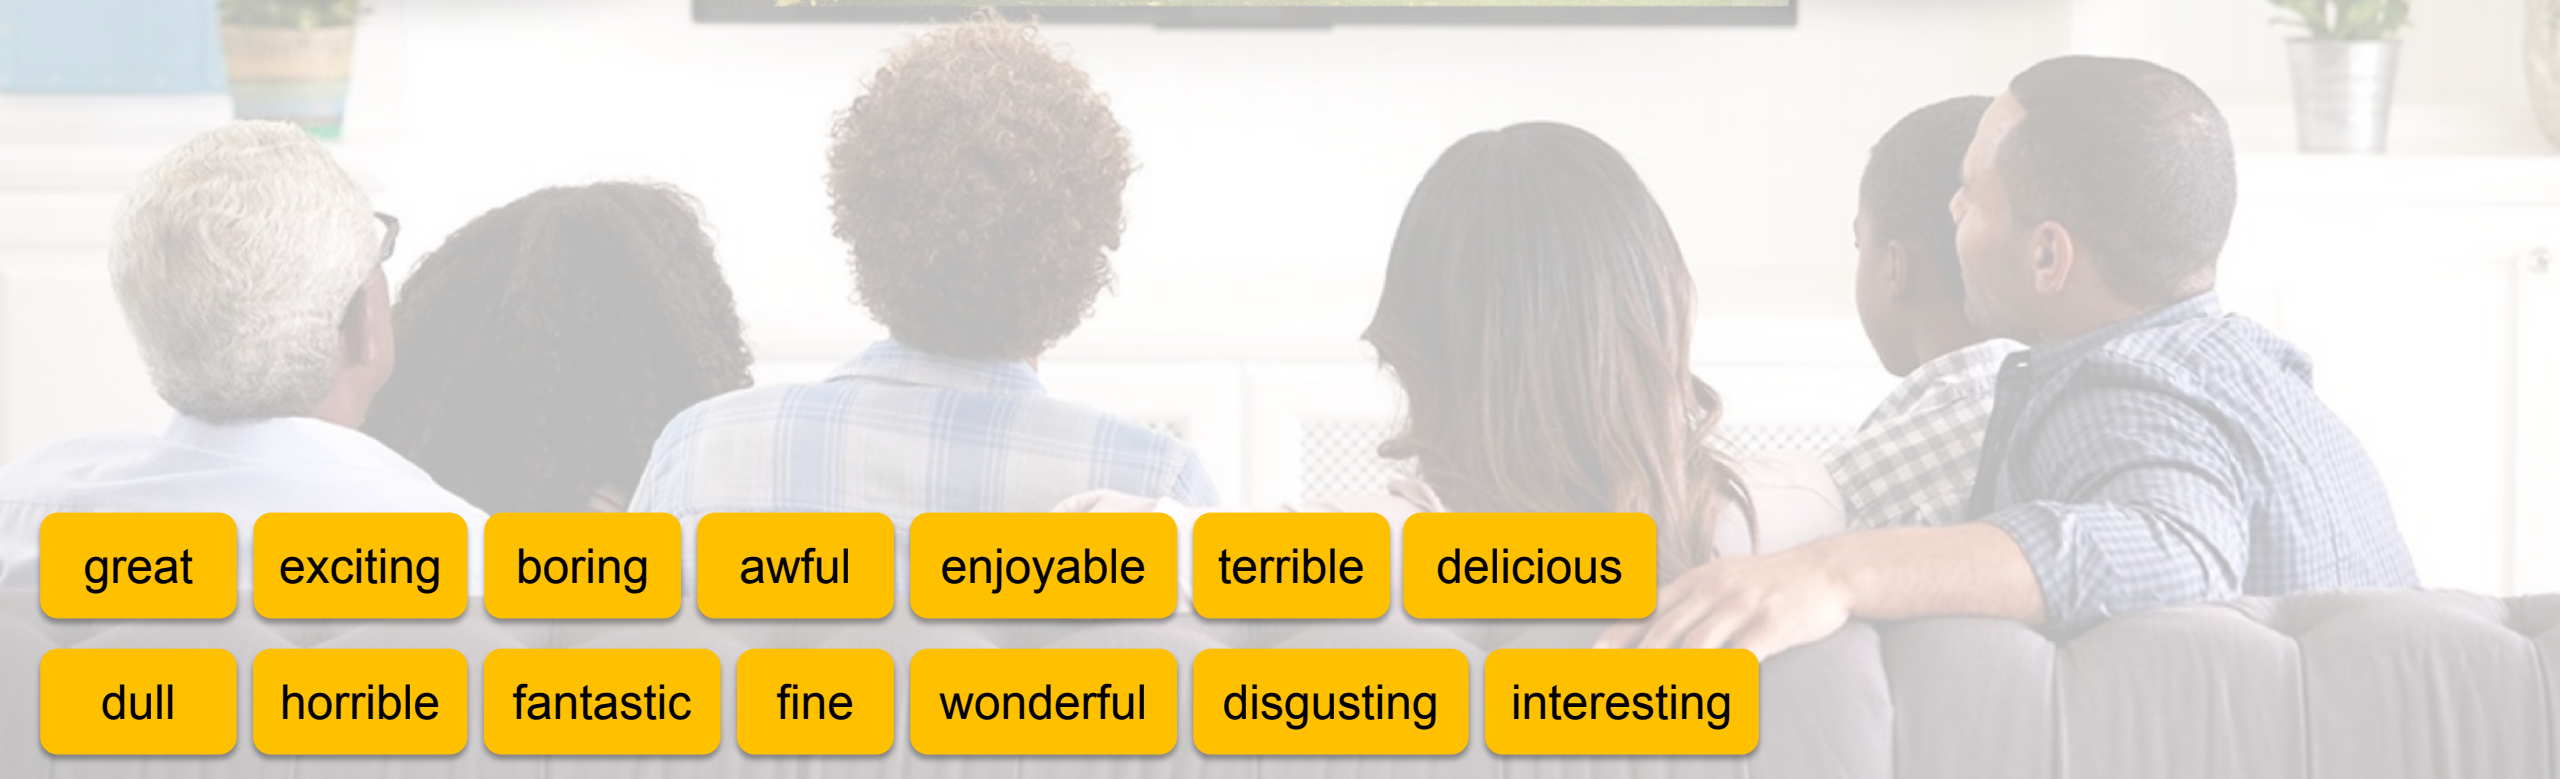 great exciting boring awful enjoyable terrible delicious
dull horrible fantastic fine wonderful disgusting interesting